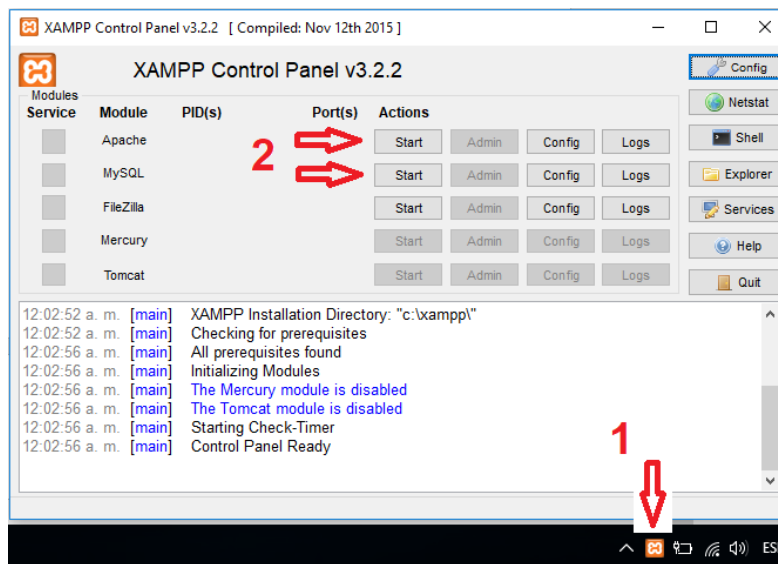 XAMPP Control Panel v3.2.2 [ Compiled: Nov 12th 2015 ]
XAMPP Control Panel v3.2.2
Config
Modules
Service Module PID(s) Port(s) Actions
Netstat
Apache Start Admin Config Logs
Shell
2
MySQL Start Admin Config Logs
Explorer
FileZilla Start Admin Config Logs
Services
Mercury Start Admin Config Logs
Help
Tomcat Start Admin Config Logs
Quit
12:02:52 a. m. [main] XAMPP Installation Directory: "c:\xampp\"
12:02:52 a. m. [main] Checking for prerequisites
12:02:56 a. m. [main] All prerequisites found
12:02:56 a. m. [main] Initializing Modules
12:02:56 a. m. [main] The Mercury module is disabled
12:02:56 a. m. [main] The Tomcat module is disabled
12:02:56 a. m. [main] Starting Check-Timer
12:02:56 a. m. [main] Control Panel Ready
1
ES